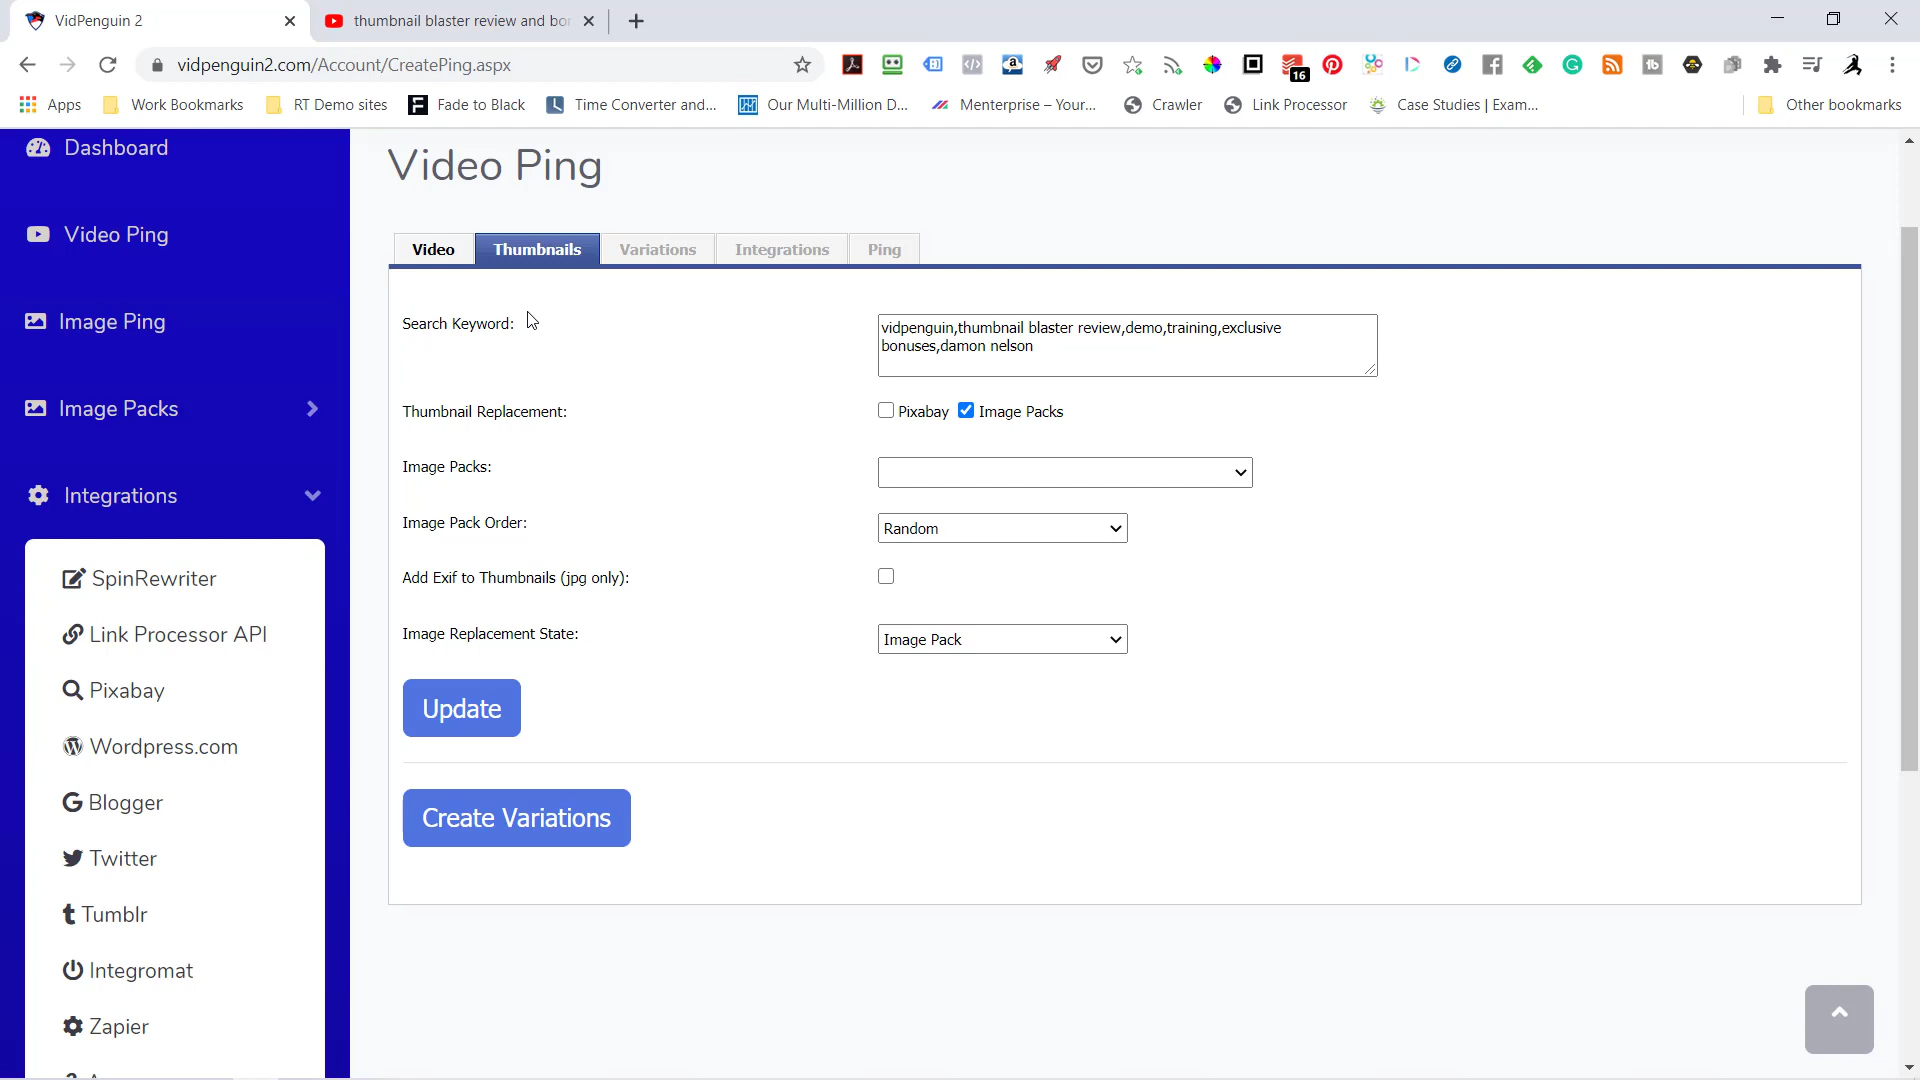 VidPenguin 2
thumbnail blaster review and bor
vidpenguin2.com/Account/CreatePing.aspx
16
Apps
Work Bookmarks
RT Demo sites
Fade to Black
Time Converter and...
Our Multi-Million D...
Menterprise – Your...
Crawler
Link Processor
Case Studies | Exam...
Other bookmarks
Dashboard
Video Ping
Image Ping
Image Packs
Integrations
SpinRewriter
Link Processor API
Pixabay
Wordpress.com
Blogger
Twitter
Tumblr
Integromat
Zapier
Video Ping
Video
Thumbnails
Variations
Integrations
Ping
Search Keyword:
vidpenguin,thumbnail blaster review,demo,training,exclusive
bonuses,damon nelson
Thumbnail Replacement:
Pixabay
Image Packs
Image Packs:
Image Pack Order:
Random
Add Exif to Thumbnails (jpg only):
Image Replacement State:
Image Pack
Update
Create Variations